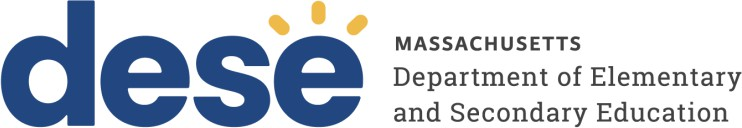 dese
MASSACHUSETTS
Department of Elementary
and Secondary Education